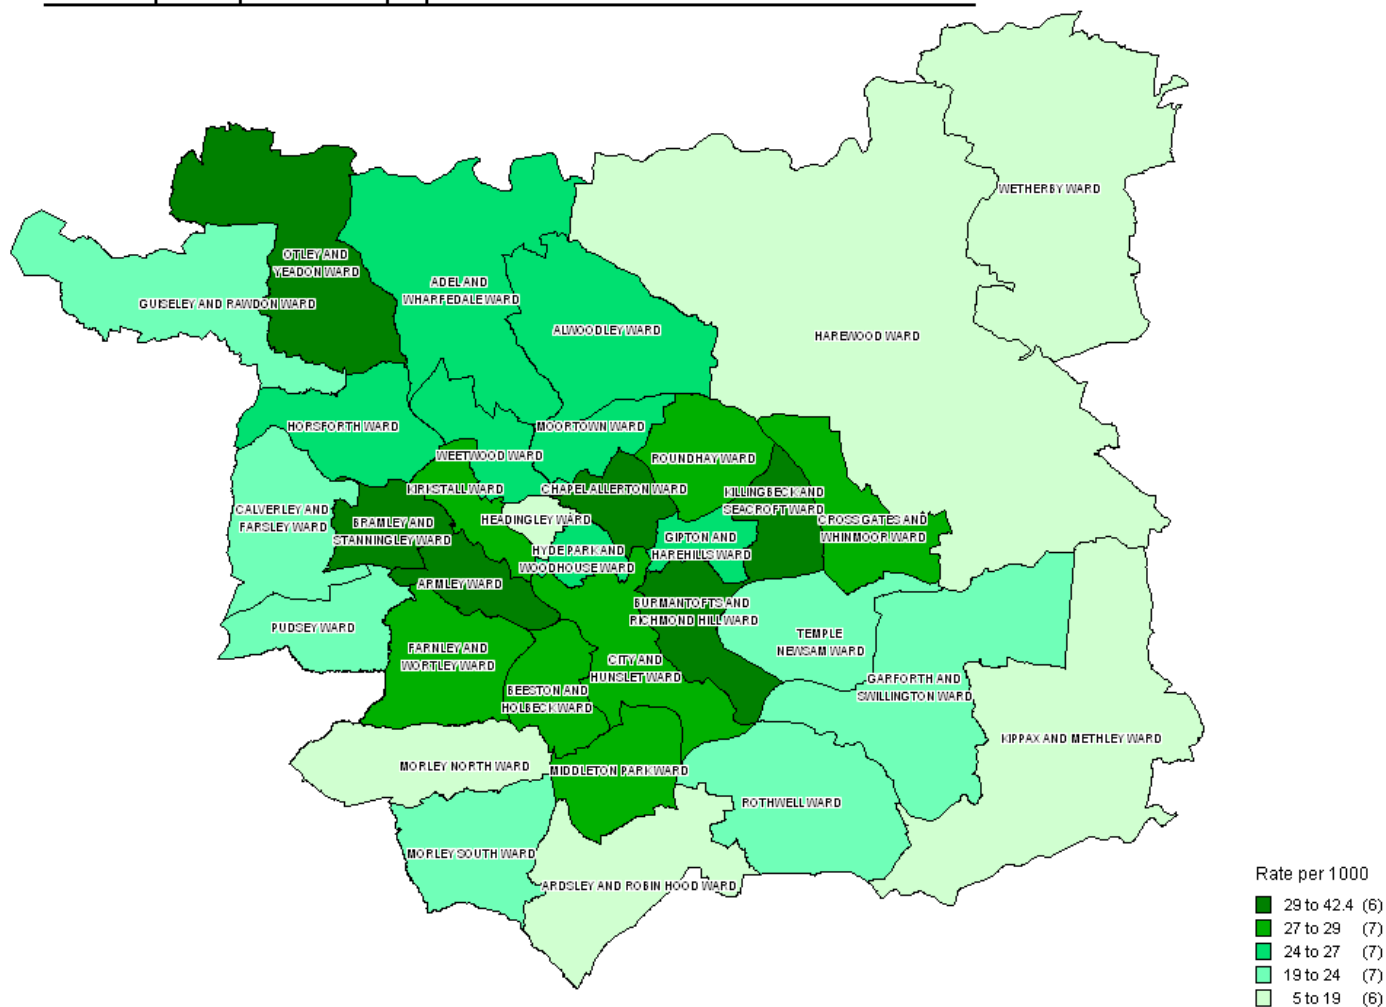 WETHERBY WARD
OTLEY AND
YEADON WARD
ADEL AND
WHARFEDALE WARD
GUISELEY AND RAWDON WARD
ALWOODLEY WARD
HAREWOOD WARD
HORSFORTH WARD
MOORTOWN WARD
WEETWOOD WARD
ROUNDHAY WARD
KIRKSTALL WARD
CHAPEL ALLERTON WARD
KILLINGBECK AND
SEACROFT WARD
CALVERLEY AND
FARSLEY WARD
BRAMLEY AND
STANNINGLEY WARD
HEADINGLEY WARD
CROSS GATES AND
WHINMOOR WARD
GIPTON AND
HAREHILLS WARD
HYDE PARK AND
WOODHOUSE WARD
ARMLEY WARD
BURMANTOFTS AND
RICHMOND HILL WARD
PUDSEY WARD
TEMPLE
NEWSAM WARD
FARNLEY AND
WORTLEY WARD
CITY AND
HUNSLET WARD
GARFORTH AND
SWILLINGTON WARD
BEESTON AND
HOLBECK WARD
KIPPAX AND METHLEY WARD
MORLEY NORTH WARD
MIDDLETON PARK WARD
ROTHWELL WARD
MORLEY SOUTH WARD
ARDSLEY AND ROBIN HOOD WARD
Rate per 1000
29 to 42.4 (6)
27 to 29 (7)
24 to 27 (7)
19 to 24 (7)
5 to 19 (6)